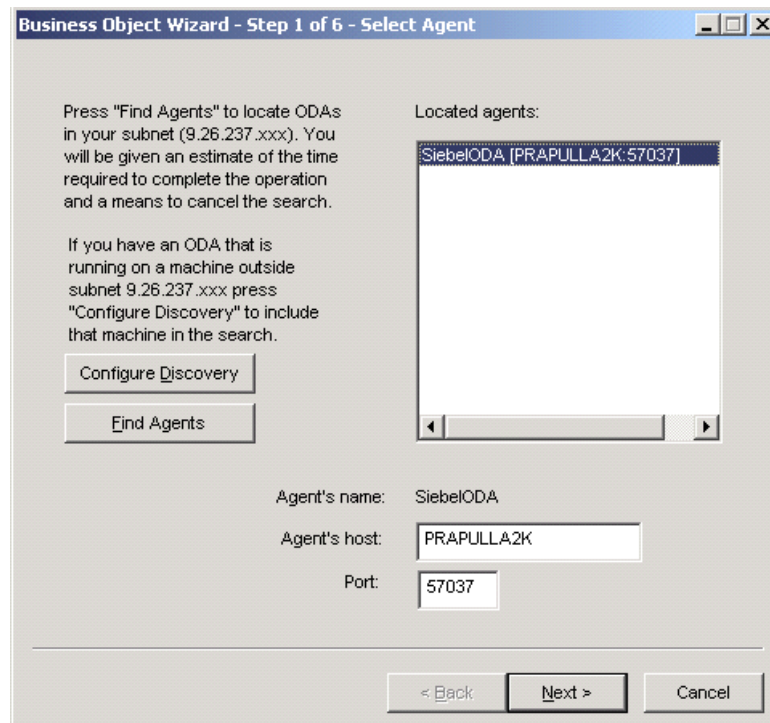 Business Object Wizard - Step 1 of 6 - Select Agent
Press "Find Agents" to locate ODAs
in your subnet (9.26.237.xxx). You
will be given an estimate of the time
required to complete the operation
and a means to cancel the search.
If you have an ODA that is
running on a machine outside
subnet 9.26.237.xxx press
"Configure Discovery" to include
that machine in the search.
Configure Discovery
Find Agents
Located agents:
SiebelODA [PRAPULLA2K:57037]
Agent's name: SiebelODA
Agent's host: PRAPULLA2K
Port: 57037
< Back Next > Cancel